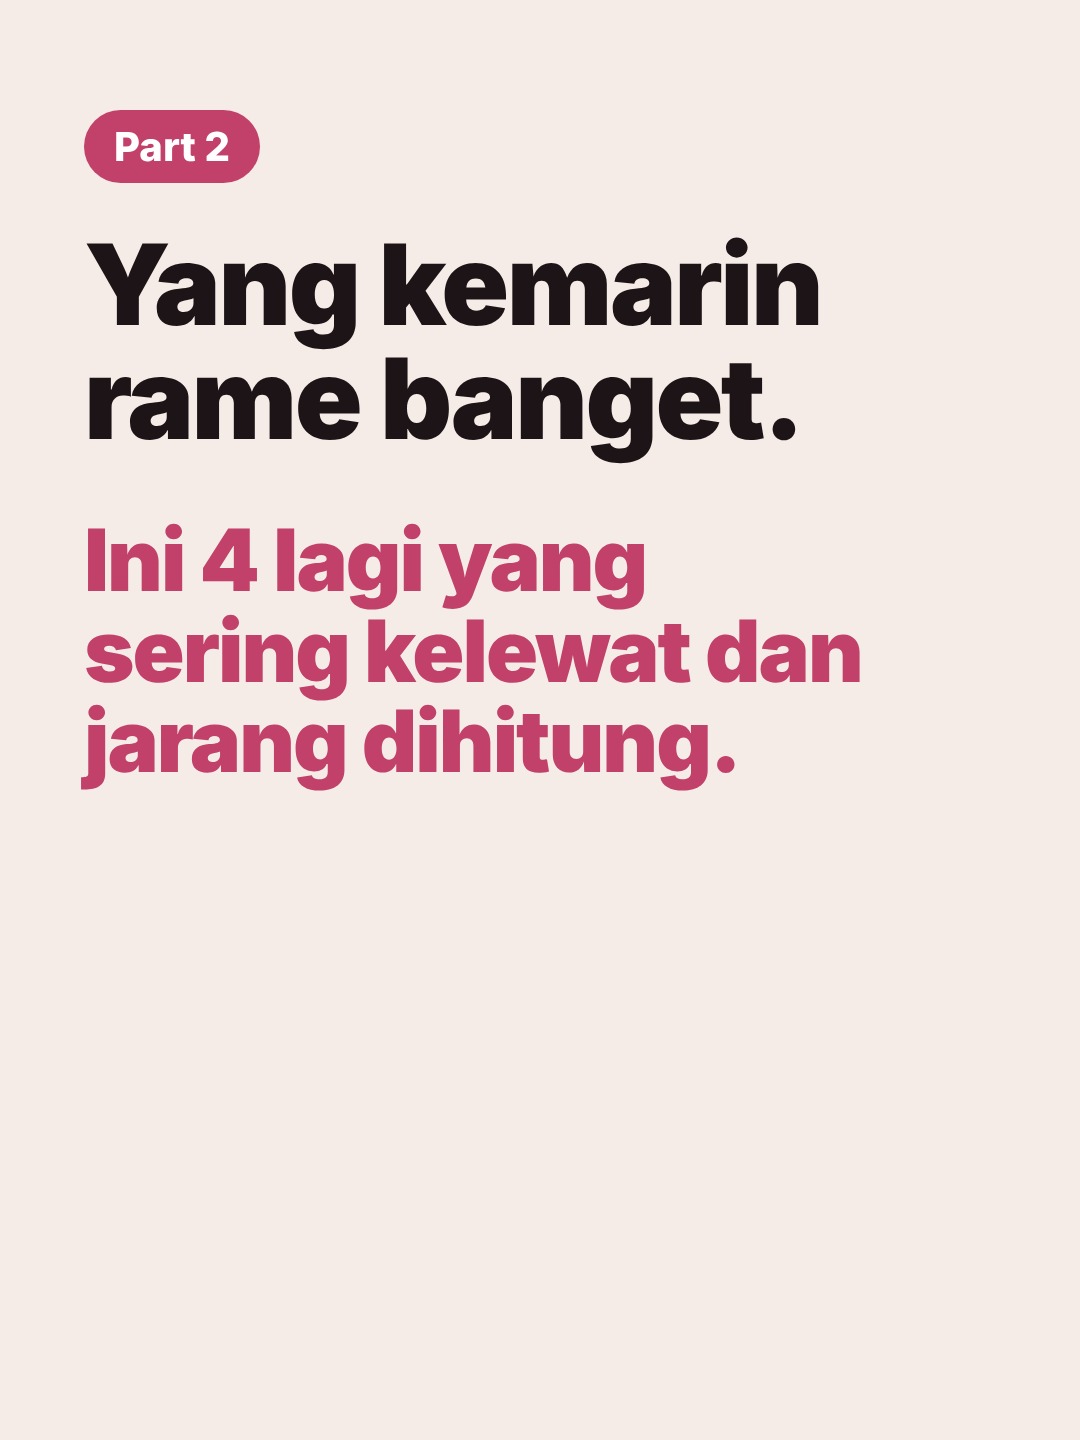 Part 2
Yang kemarin
rame banget.
Ini 4 lagi yang
sering kelewat dan
jarang dihitung.